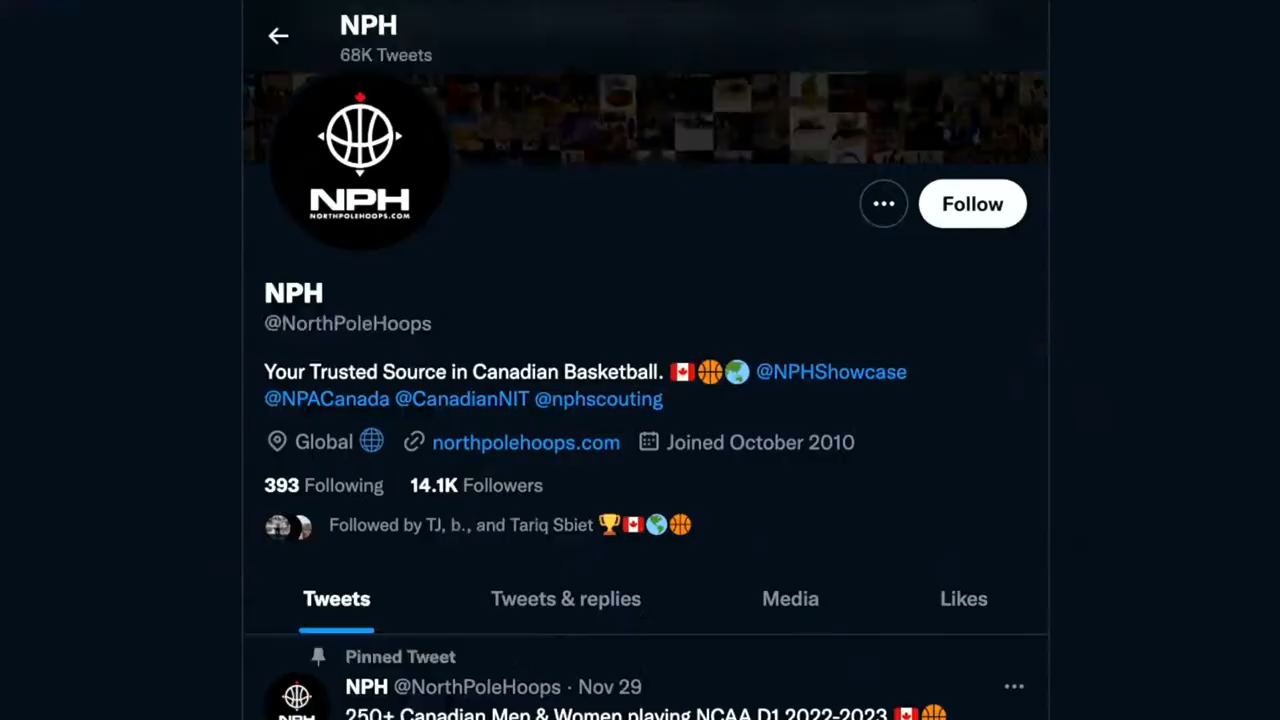 NPH
68K Tweets
NPH
NORTHPOLEHOOPS.COM
Follow
NPH
@NorthPoleHoops
Your Trusted Source in Canadian Basketball. 🇨🇦🏀🌏 @NPHShowcase
@NPACanada @CanadianNIT @nphscouting
Global 🌐 northpolehoops.com Joined October 2010
393 Following 14.1K Followers
Followed by TJ, b., and Tariq Sbiet 🏆🇨🇦🌎🏀
Tweets Tweets & replies Media Likes
Pinned Tweet
NPH @NorthPoleHoops · Nov 29
NPH
250+ Canadian Men & Women playing NCAA D1 2022-2023 🇨🇦🏀